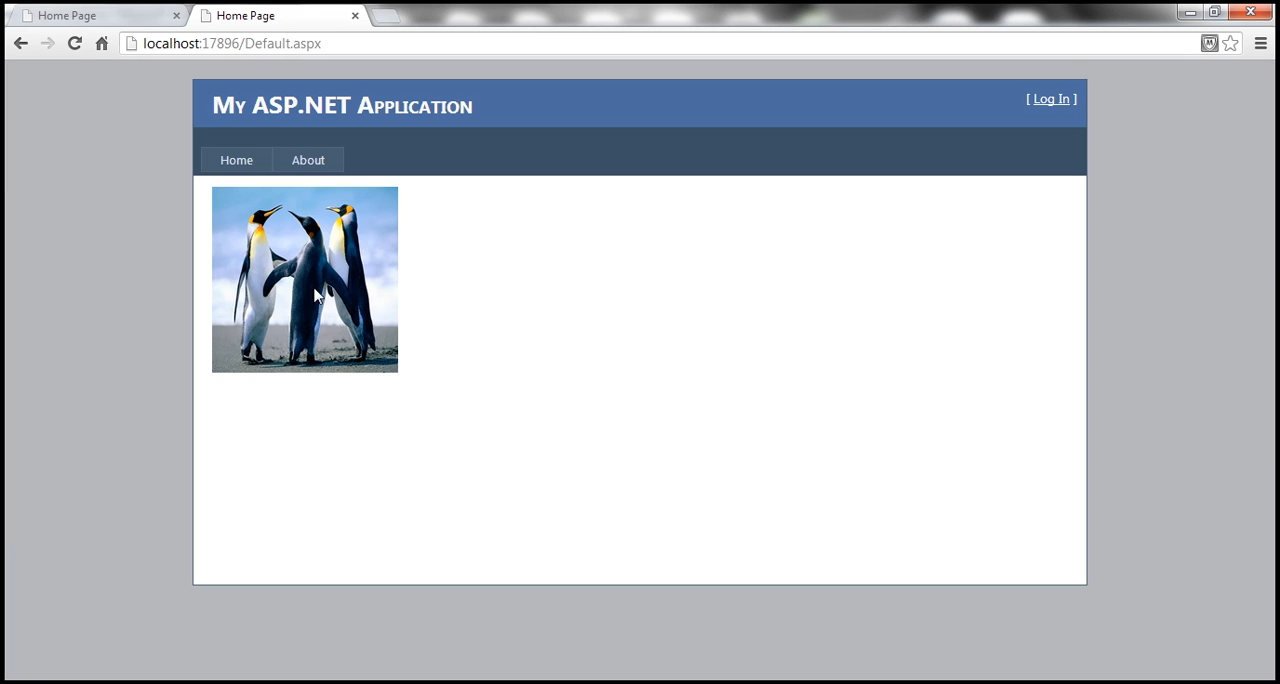 Home Page
Home Page
localhost:17896/Default.aspx
My ASP.NET Application
[ Log In ]
Home
About